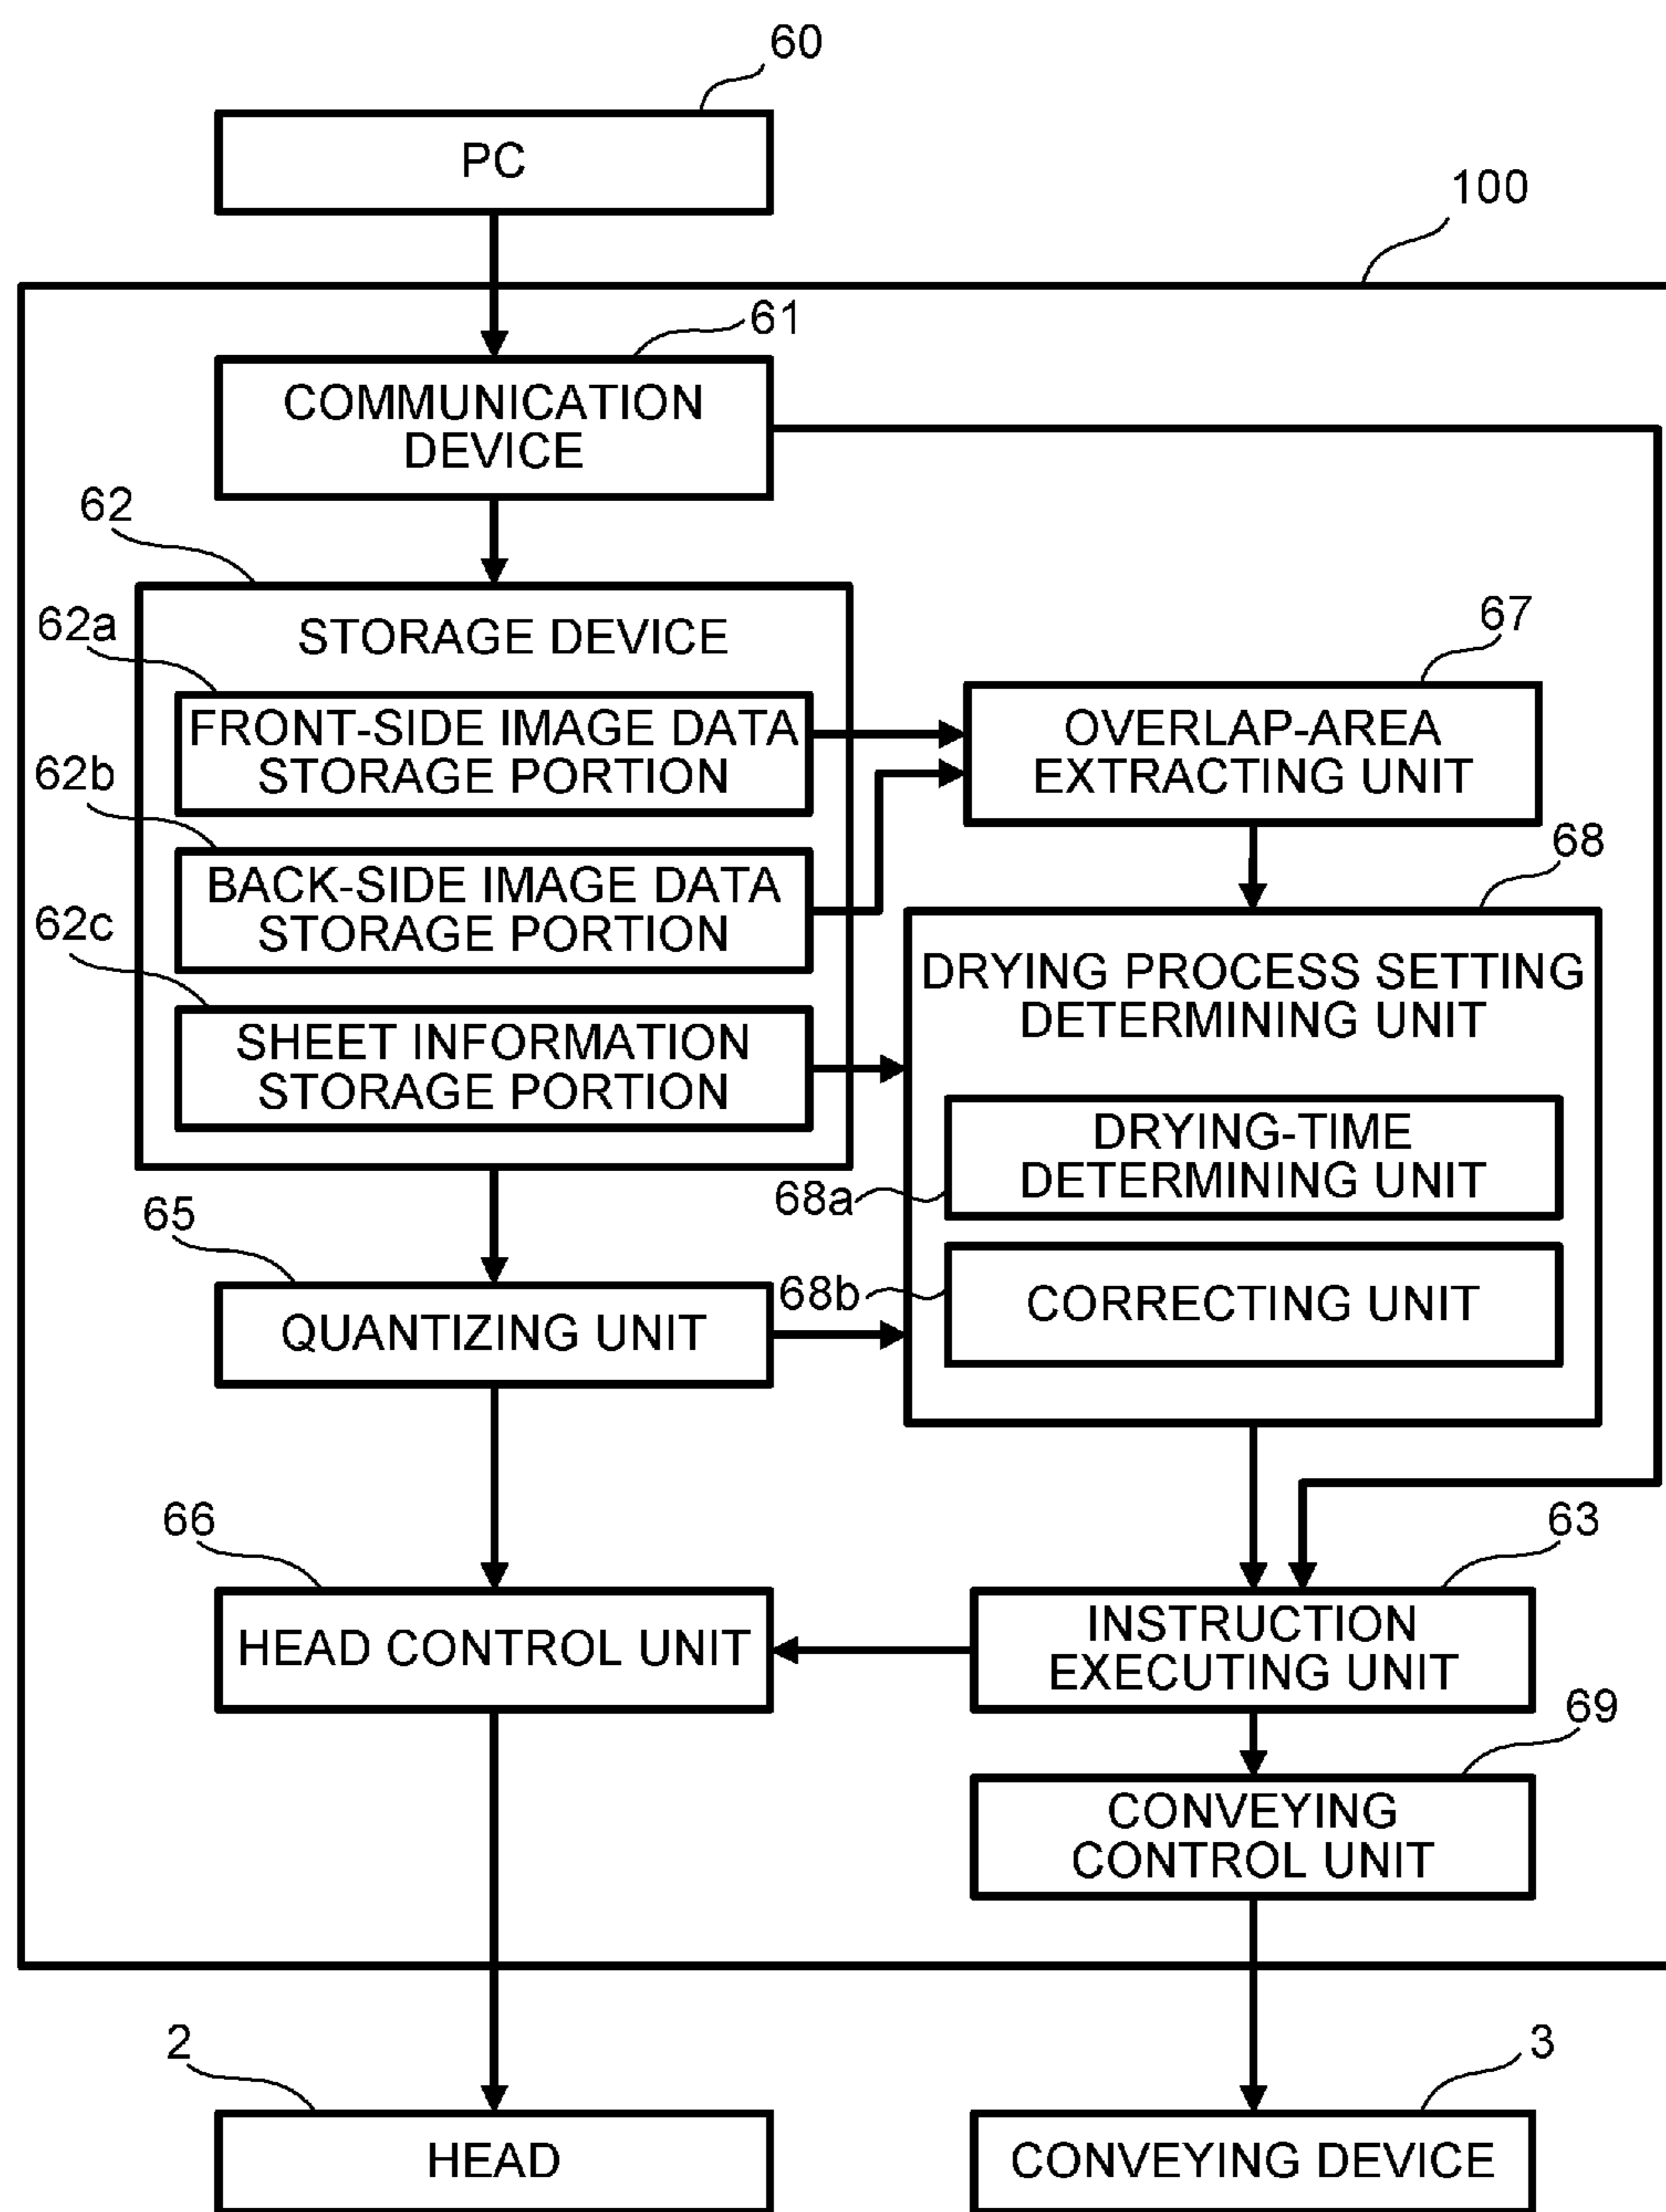 60
PC
100
61
COMMUNICATION
DEVICE
62
62a
STORAGE DEVICE
67
FRONT-SIDE IMAGE DATA
STORAGE PORTION
OVERLAP-AREA
EXTRACTING UNIT
62b
68
BACK-SIDE IMAGE DATA
STORAGE PORTION
62c
DRYING PROCESS SETTING
DETERMINING UNIT
SHEET INFORMATION
STORAGE PORTION
DRYING-TIME
DETERMINING UNIT
68a
65
68b
CORRECTING UNIT
QUANTIZING UNIT
66
63
HEAD CONTROL UNIT
INSTRUCTION
EXECUTING UNIT
69
CONVEYING
CONTROL UNIT
2
3
HEAD
CONVEYING DEVICE